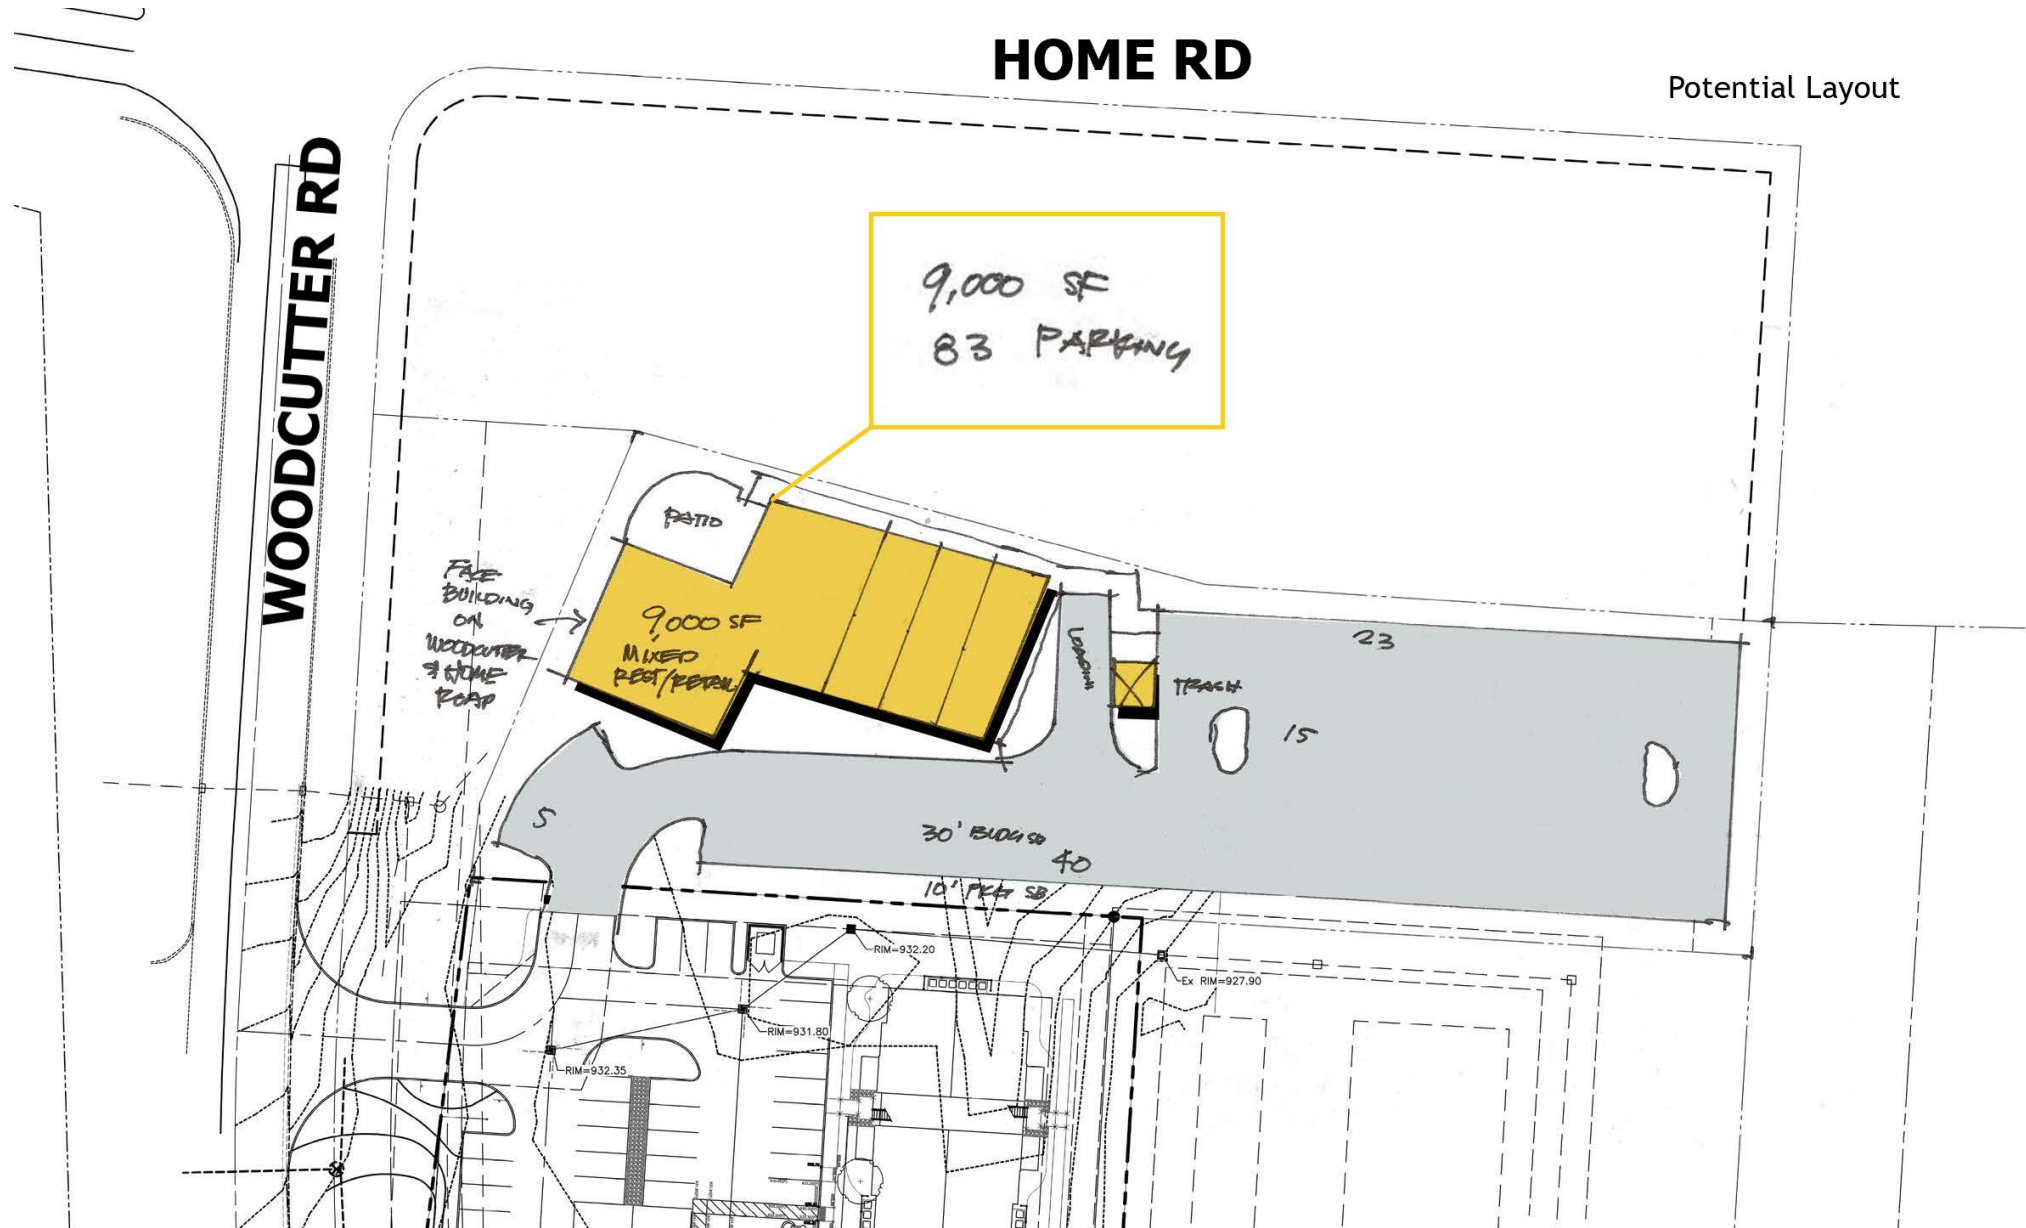 HOME RD
Potential Layout
WOODCUTTER RD
9,000 SF
83 PARKING
PATIO
FACE
BUILDING
ON
WOODCUTTER
& HOME
ROAD
9,000 SF
MIXED
REST/RETAIL
LOADING
TRASH
23
15
5
30' BLDG SB
40
10' PKG SB
RIM=932.20
Ex RIM=927.90
RIM=931.80
RIM=932.35